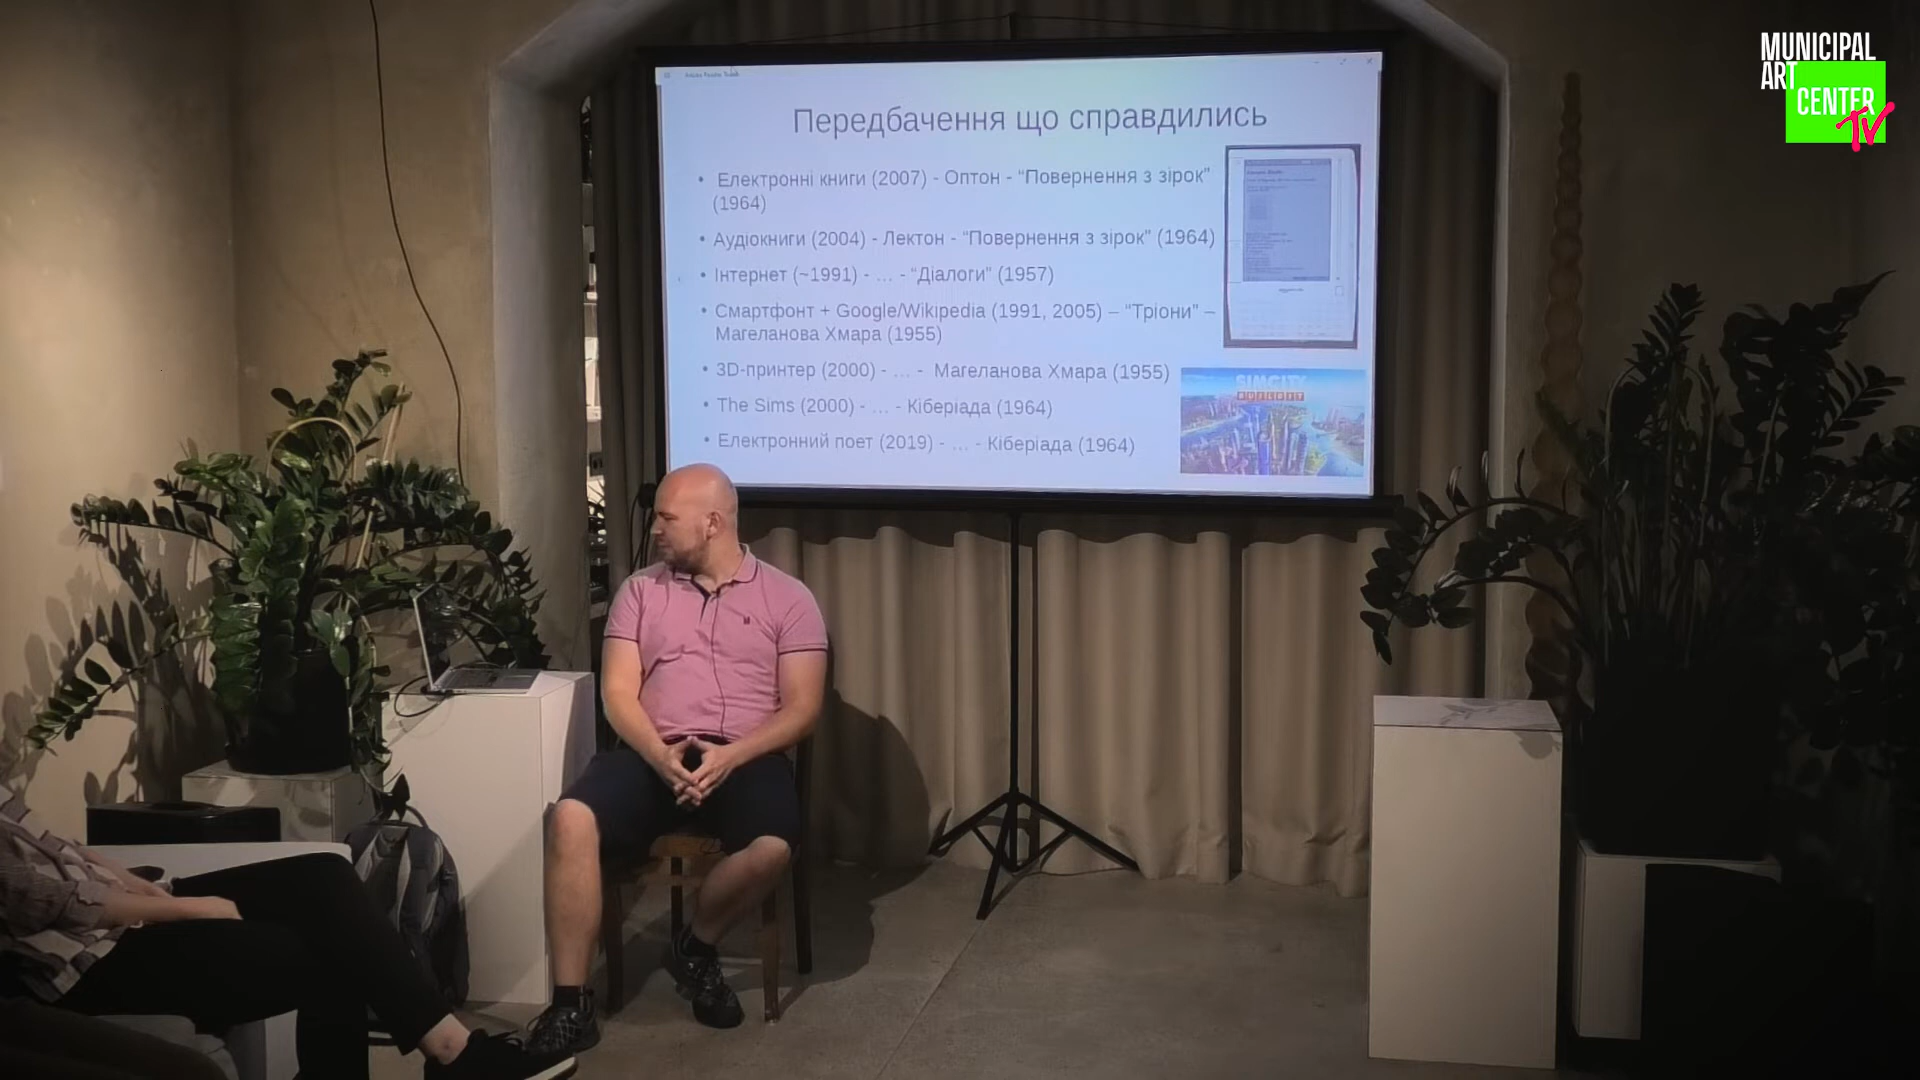 MUNICIPAL
ART
CENTER
TV
Передбачення що справдились
• Електронні книги (2007) - Оптон - “Повернення з зірок”
(1964)
• Аудіокниги (2004) - Лектон - “Повернення з зірок” (1964)
• Інтернет (~1991) - … - “Діалоги” (1957)
• Смартфонт + Google/Wikipedia (1991, 2005) – “Тріони” –
Магеланова Хмара (1955)
• 3D-принтер (2000) - … - Магеланова Хмара (1955)
• The Sims (2000) - … - Кіберіада (1964)
• Електронний поет (2019) - … - Кіберіада (1964)
SIMCITY
BUILDIT